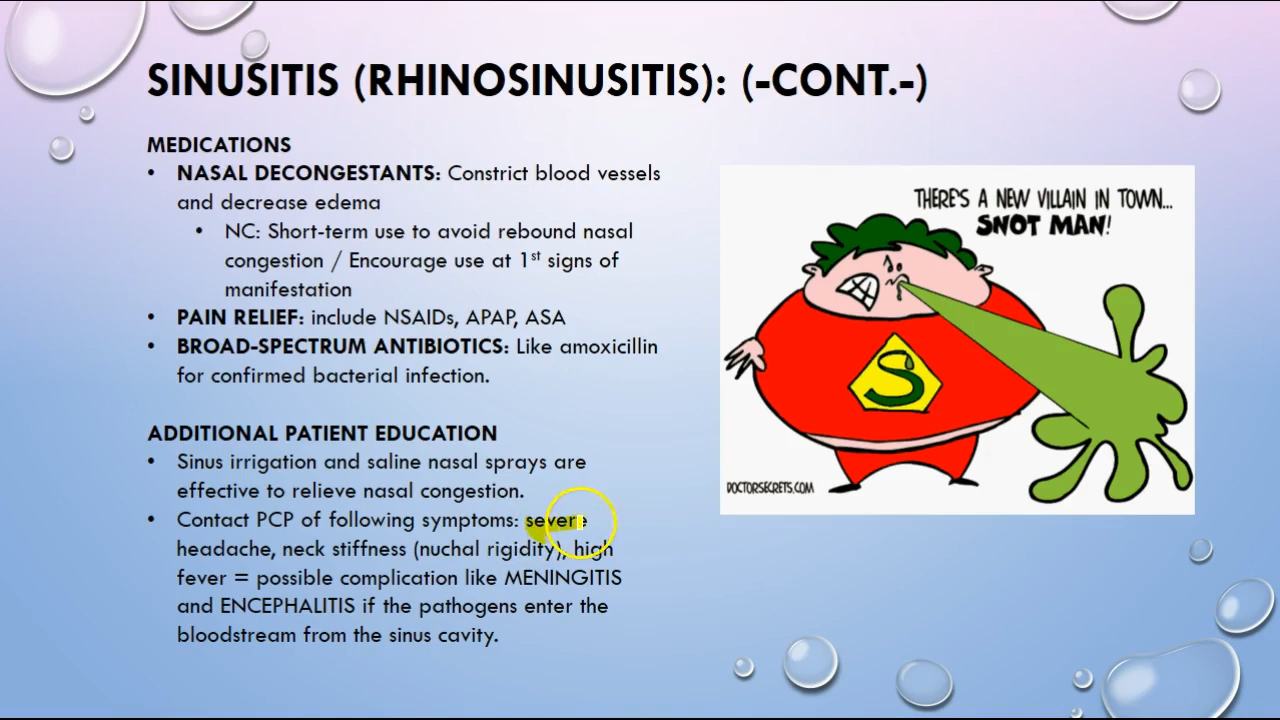 SINUSITIS (RHINOSINUSITIS): (-CONT.-)
MEDICATIONS
• NASAL DECONGESTANTS: Constrict blood vessels
and decrease edema
• NC: Short-term use to avoid rebound nasal
congestion / Encourage use at 1st signs of
manifestation
• PAIN RELIEF: include NSAIDs, APAP, ASA
• BROAD-SPECTRUM ANTIBIOTICS: Like amoxicillin
for confirmed bacterial infection.
ADDITIONAL PATIENT EDUCATION
• Sinus irrigation and saline nasal sprays are
effective to relieve nasal congestion.
• Contact PCP of following symptoms: severe
headache, neck stiffness (nuchal rigidity), high
fever = possible complication like MENINGITIS
and ENCEPHALITIS if the pathogens enter the
bloodstream from the sinus cavity.
THERE'S A NEW VILLAIN IN TOWN...
SNOT MAN!
S
DOCTORSECRETS.COM